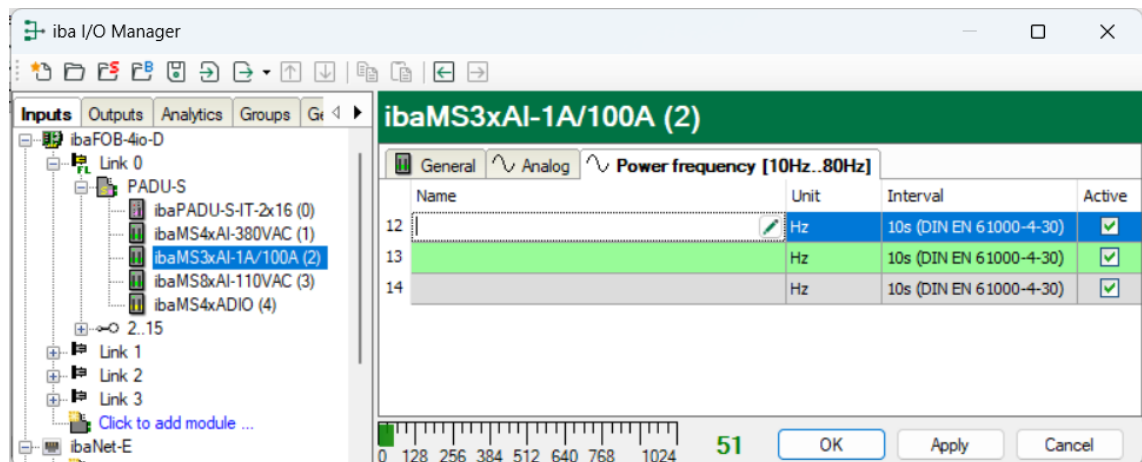 iba I/O Manager
Inputs Outputs Analytics Groups Ge
ibaFOB-4io-D
Link 0
PADU-S
ibaPADU-S-IT-2x16 (0)
ibaMS4xAI-380VAC (1)
ibaMS3xAI-1A/100A (2)
ibaMS8xAI-110VAC (3)
ibaMS4xADIO (4)
2..15
Link 1
Link 2
Link 3
Click to add module ...
ibaNet-E
ibaMS3xAI-1A/100A (2)
General Analog Power frequency [10Hz..80Hz]
Name Unit Interval Active
12 Hz 10s (DIN EN 61000-4-30)
13 Hz 10s (DIN EN 61000-4-30)
14 Hz 10s (DIN EN 61000-4-30)
0 128 256 384 512 640 768 1024
51 OK Apply Cancel